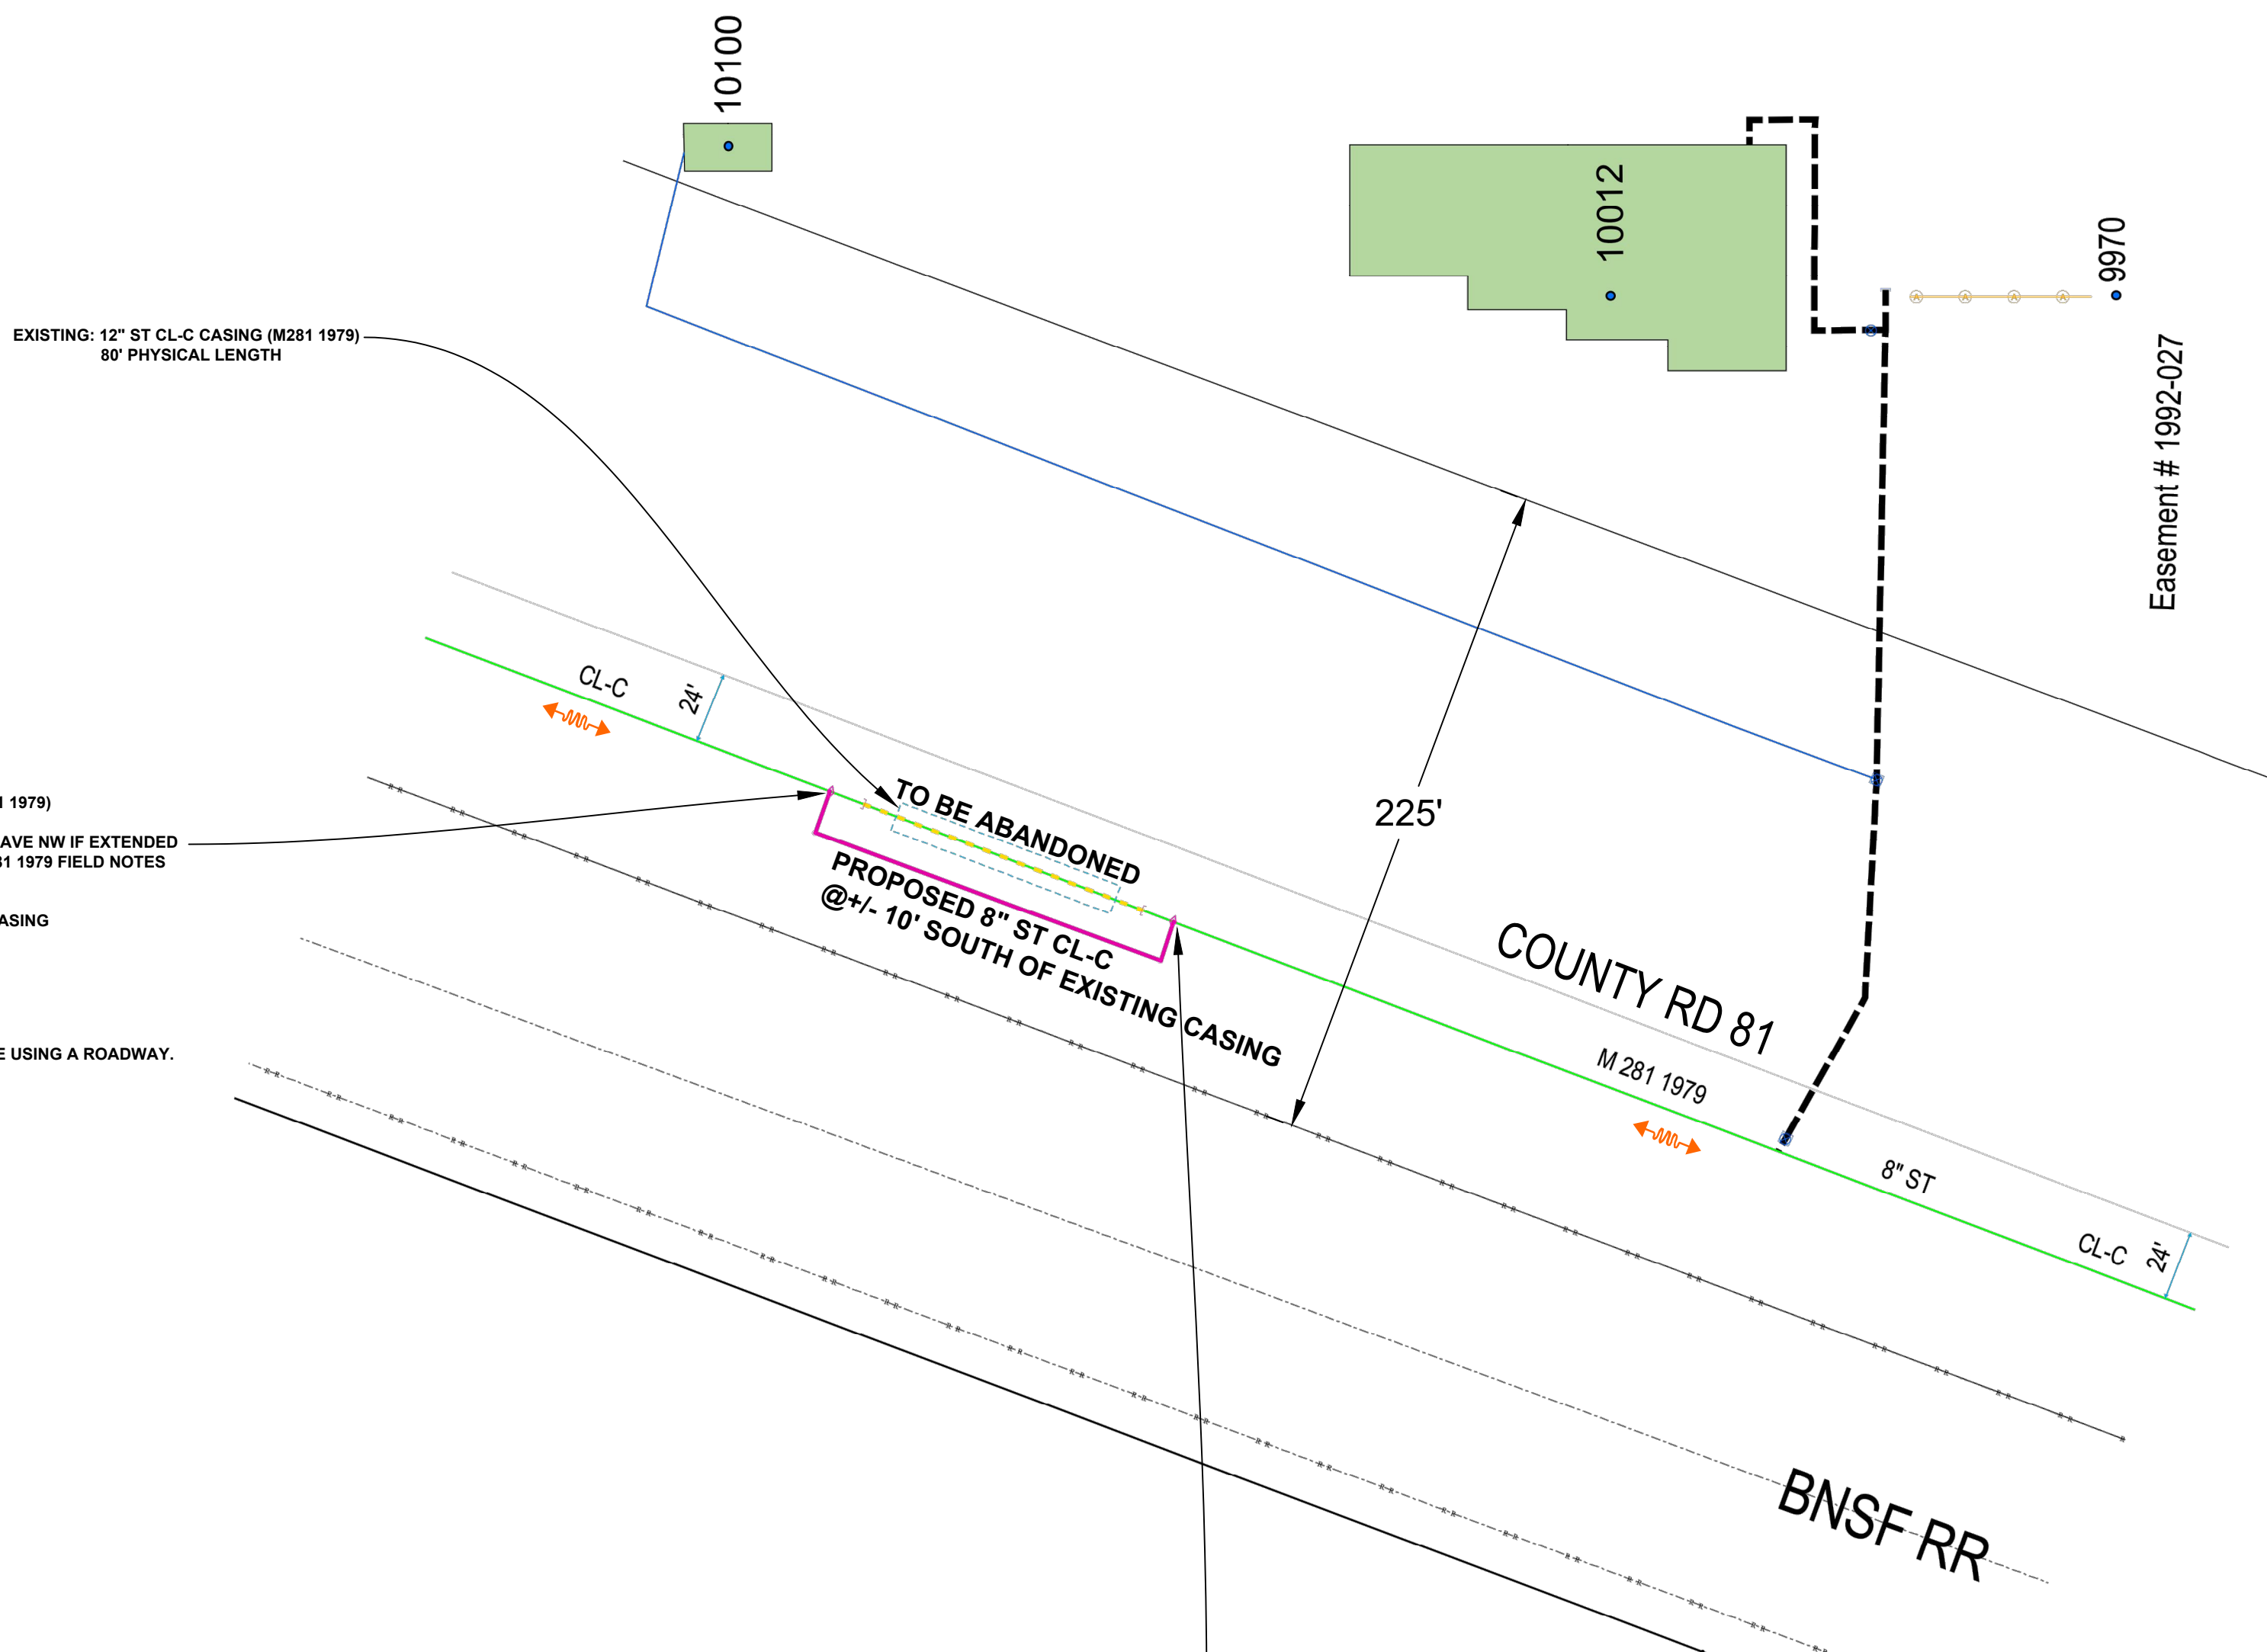 10100
10012
9970
Easement # 1992-027
EXISTING: 12" ST CL-C CASING (M281 1979)
80' PHYSICAL LENGTH
CL-C
24'
TO BE ABANDONED
PROPOSED 8" ST CL-C
@+/- 10' SOUTH OF EXISTING CASING
225'
1979)
AVE NW IF EXTENDED
1979 FIELD NOTES
USING A ROADWAY.
COUNTY RD 81
M 281 1979
8" ST
CL-C
24'
BNSF RR